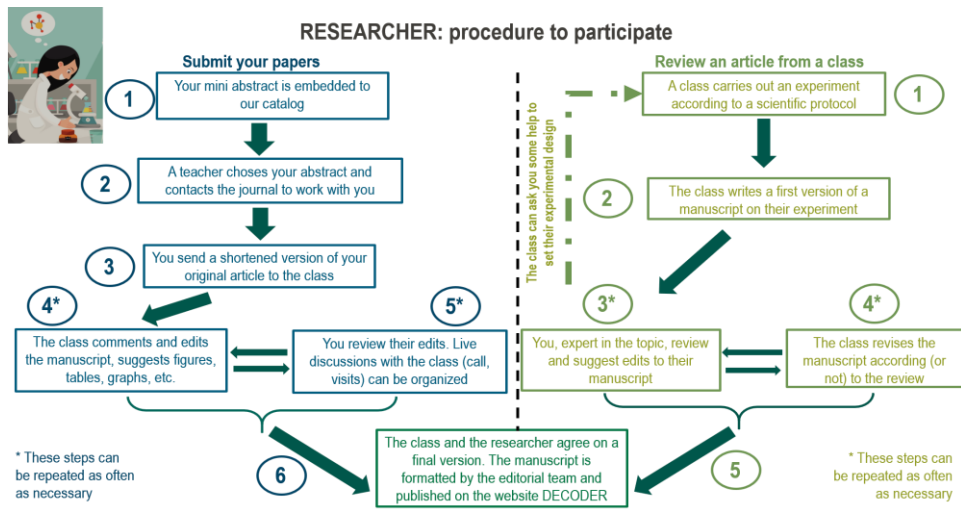 RESEARCHER: procedure to participate
Submit your papers
1
Your mini abstract is embedded to
our catalog
2
A teacher choses your abstract and
contacts the journal to work with you
3
You send a shortened version of your
original article to the class
4*
The class comments and edits
the manuscript, suggests figures,
tables, graphs, etc.
5*
You review their edits. Live
discussions with the class (call,
visits) can be organized
* These steps can
be repeated as often
as necessary
6
Review an article from a class
1
A class carries out an experiment
according to a scientific protocol
The class can ask you some help to
set their experimental design
2
The class writes a first version of a
manuscript on their experiment
3*
You, expert in the topic, review
and suggest edits to their
manuscript
4*
The class revises the
manuscript according (or
not) to the review
5
* These steps can
be repeated as often
as necessary
The class and the researcher agree on a
final version. The manuscript is
formatted by the editorial team and
published on the website DECODER